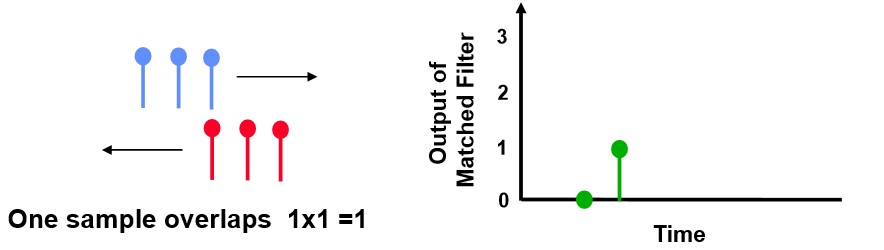 One sample overlaps 1x1 =1
Output of
Matched Filter
3
2
1
0
Time